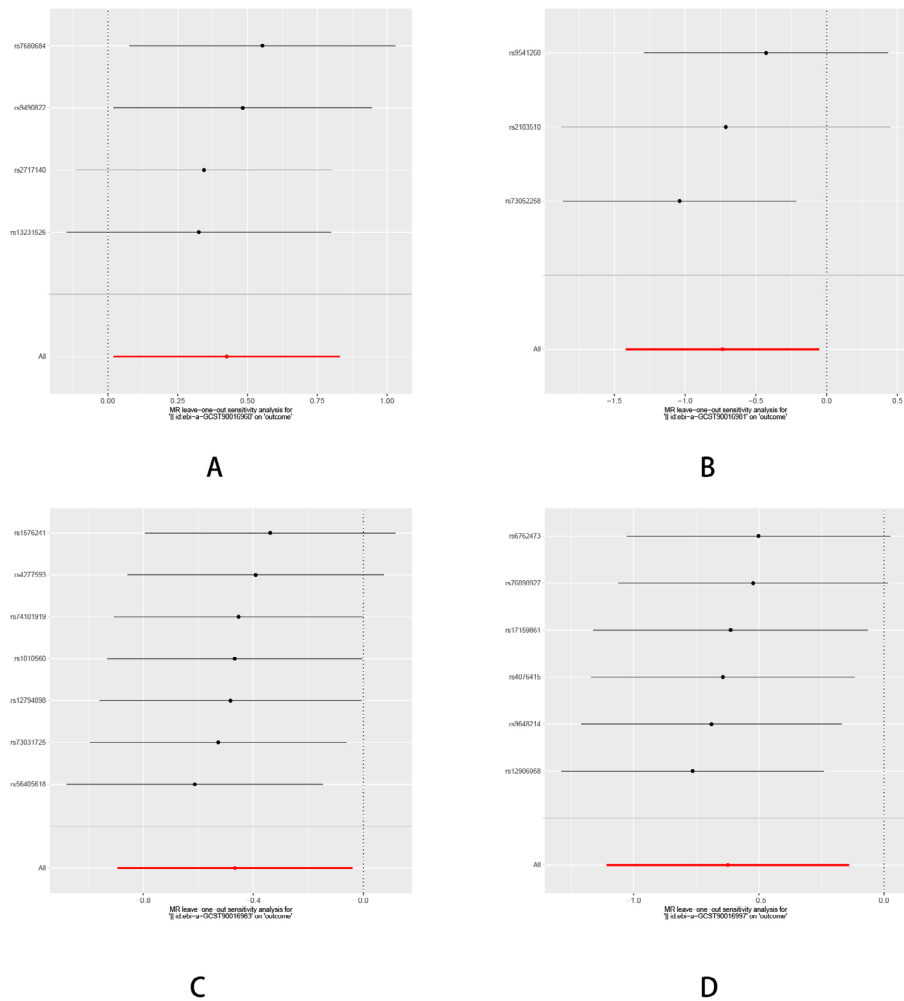 rs7680684
rs9490822
rs2717140
rs13231526
All
0.00 0.25 0.50 0.75 1.00
MR leave-one-out sensitivity analysis for
'|| id:ebi-a-GCST90016960' on 'outcome'
A
rs9541268
rs2103510
rs73052258
All
-1.5 -1.0 -0.5 0.0 0.5
MR leave-one-out sensitivity analysis for
'|| id:ebi-a-GCST90016981' on 'outcome'
B
rs1576241
rs4277593
rs74101919
rs1010560
rs12794898
rs73031725
rs56405618
All
-0.8 -0.4 0.0
MR leave-one-out sensitivity analysis for
'|| id:ebi-a-GCST90016983' on 'outcome'
C
rs6762473
rs76898927
rs17159861
rs4076415
rs9648214
rs12906958
All
-1.0 -0.5 0.0
MR leave-one-out sensitivity analysis for
'|| id:ebi-a-GCST90016997' on 'outcome'
D